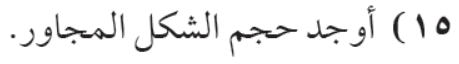 ١٥) أوجد حجم الشكل المجاور.